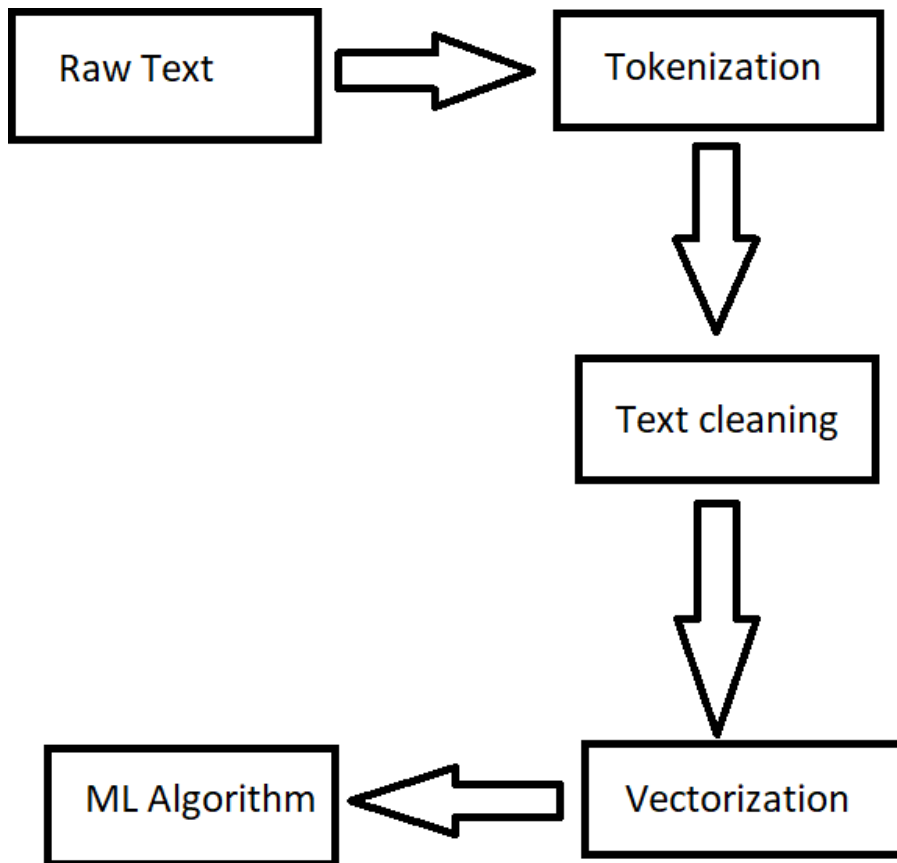 Raw Text
Tokenization
Text cleaning
Vectorization
ML Algorithm